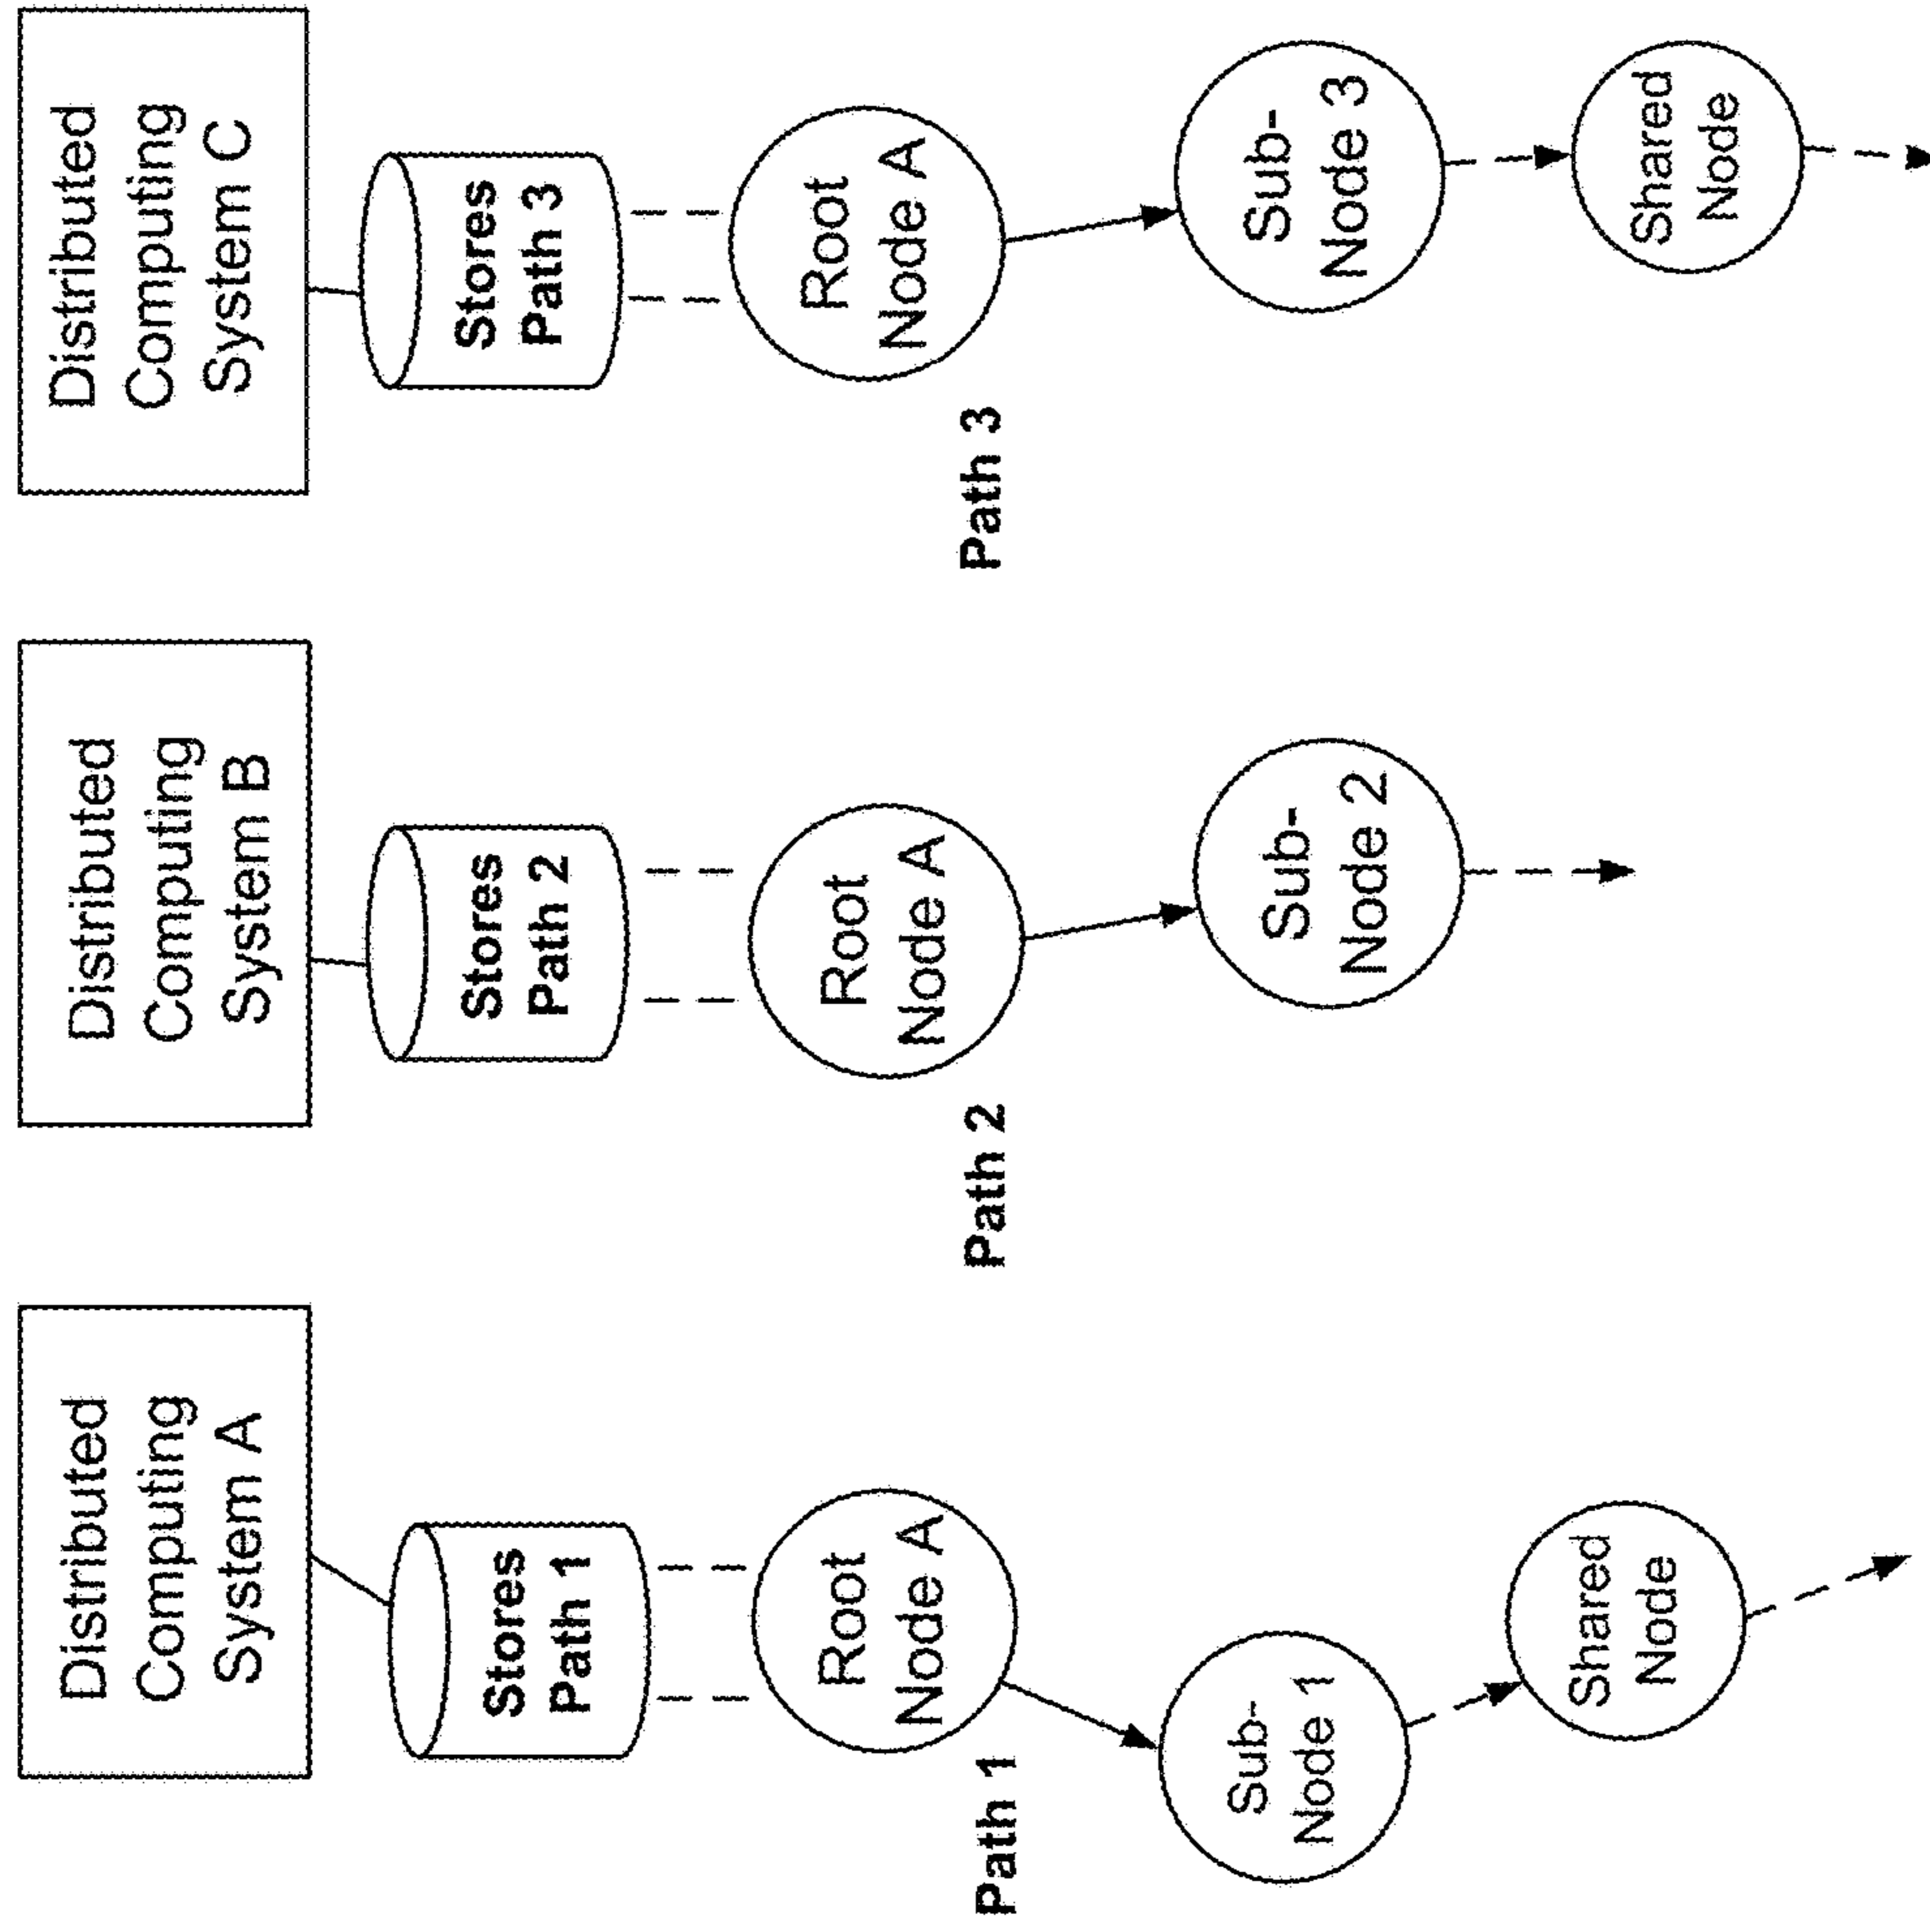 Distributed
Computing
System A
Stores
Path 1
Root
Node A
Path 1
Sub-
Node 1
Shared
Node
Distributed
Computing
System B
Stores
Path 2
Root
Node A
Path 2
Sub-
Node 2
Distributed
Computing
System C
Stores
Path 3
Root
Node A
Path 3
Sub-
Node 3
Shared
Node